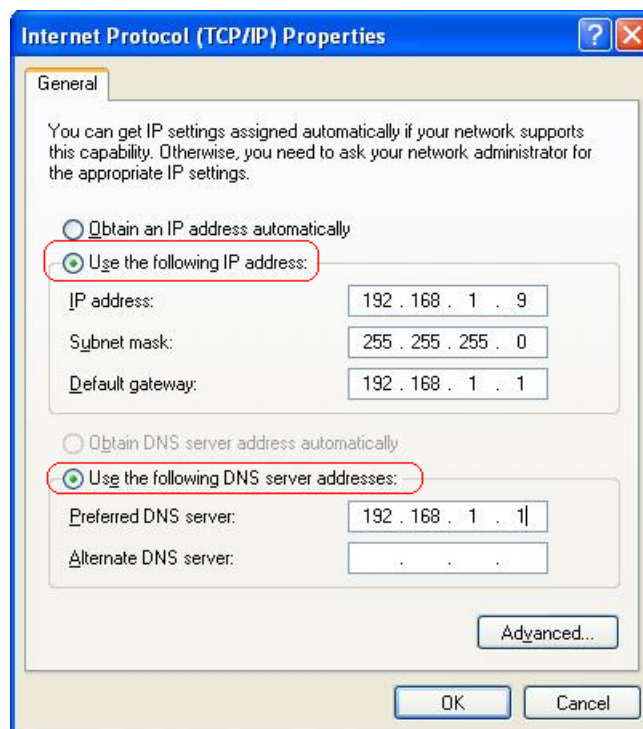 Internet Protocol (TCP/IP) Properties
General
You can get IP settings assigned automatically if your network supports
this capability. Otherwise, you need to ask your network administrator for
the appropriate IP settings.
Obtain an IP address automatically
Use the following IP address:
IP address: 192 . 168 . 1 . 9
Subnet mask: 255 . 255 . 255 . 0
Default gateway: 192 . 168 . 1 . 1
Obtain DNS server address automatically
Use the following DNS server addresses:
Preferred DNS server: 192 . 168 . 1 . 1
Alternate DNS server: . . .
Advanced...
OK Cancel